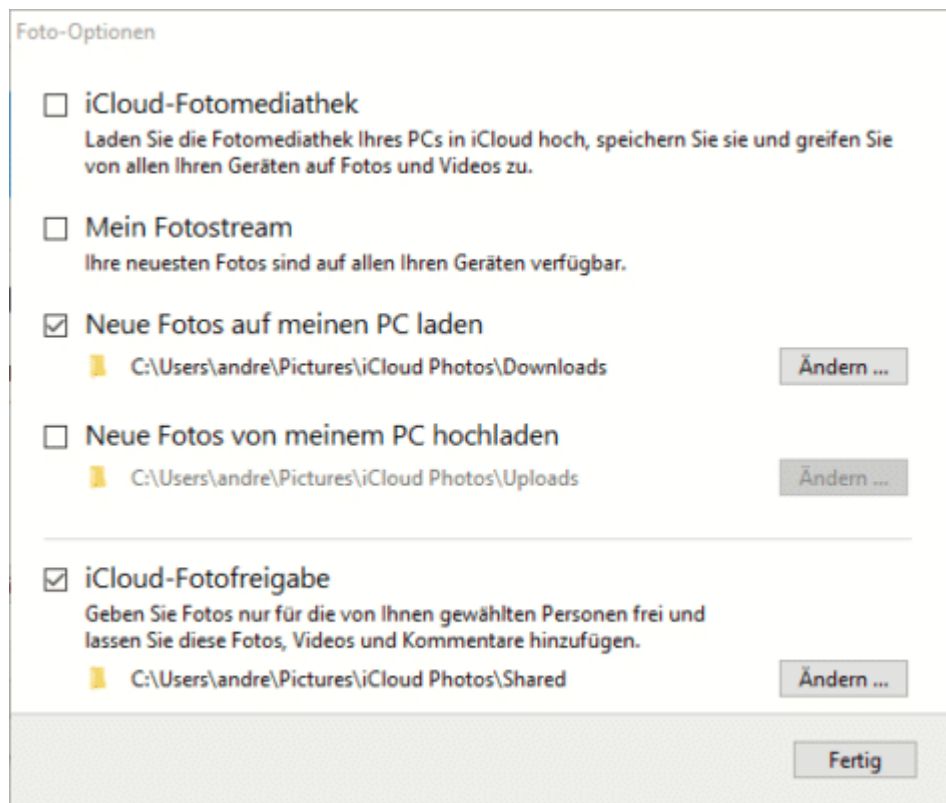 Foto-Optionen
iCloud-Fotomediathek
Laden Sie die Fotomediathek Ihres PCs in iCloud hoch, speichern Sie sie und greifen Sie
von allen Ihren Geräten auf Fotos und Videos zu.
Mein Fotostream
Ihre neuesten Fotos sind auf allen Ihren Geräten verfügbar.
Neue Fotos auf meinen PC laden
C:\Users\andre\Pictures\iCloud Photos\Downloads Ändern ...
Neue Fotos von meinem PC hochladen
C:\Users\andre\Pictures\iCloud Photos\Uploads Ändern ...
iCloud-Fotofreigabe
Geben Sie Fotos nur für die von Ihnen gewählten Personen frei und
lassen Sie diese Fotos, Videos und Kommentare hinzufügen.
C:\Users\andre\Pictures\iCloud Photos\Shared Ändern ...
Fertig